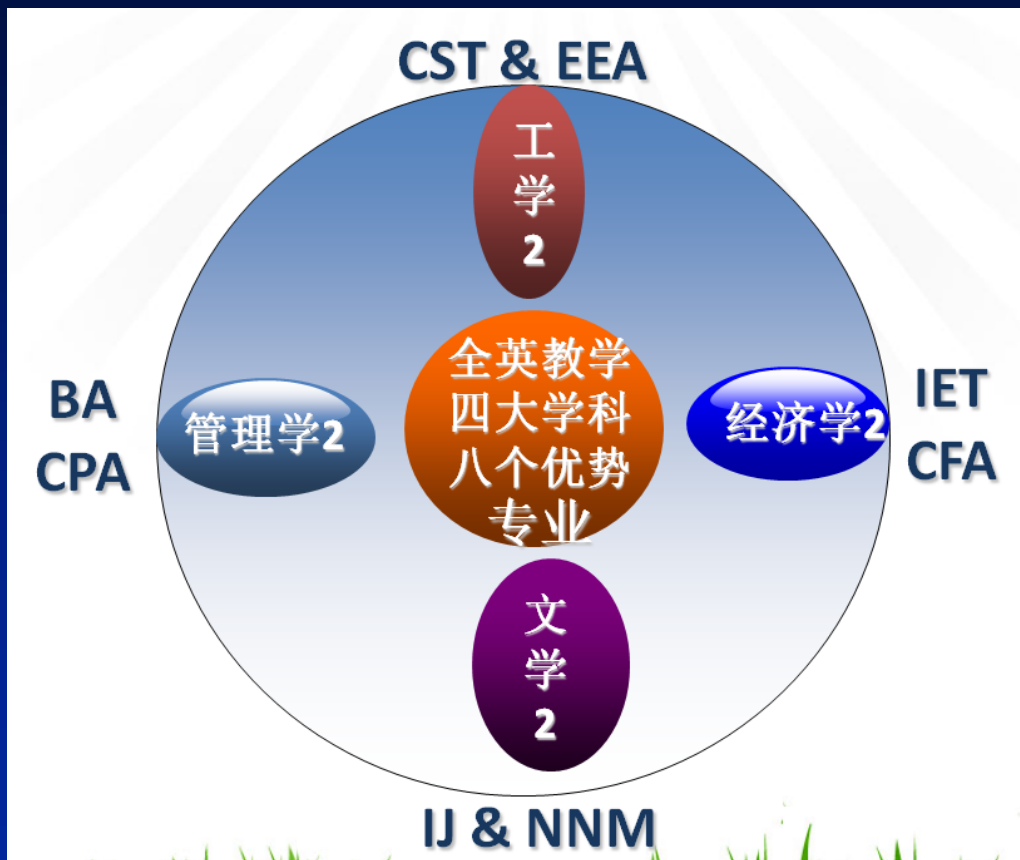 CST & EEA
工
学
2
全英教学
四大学科
八个优势
专业
BA
CPA
管理学2
经济学2
IET
CFA
文
学
2
IJ & NNM